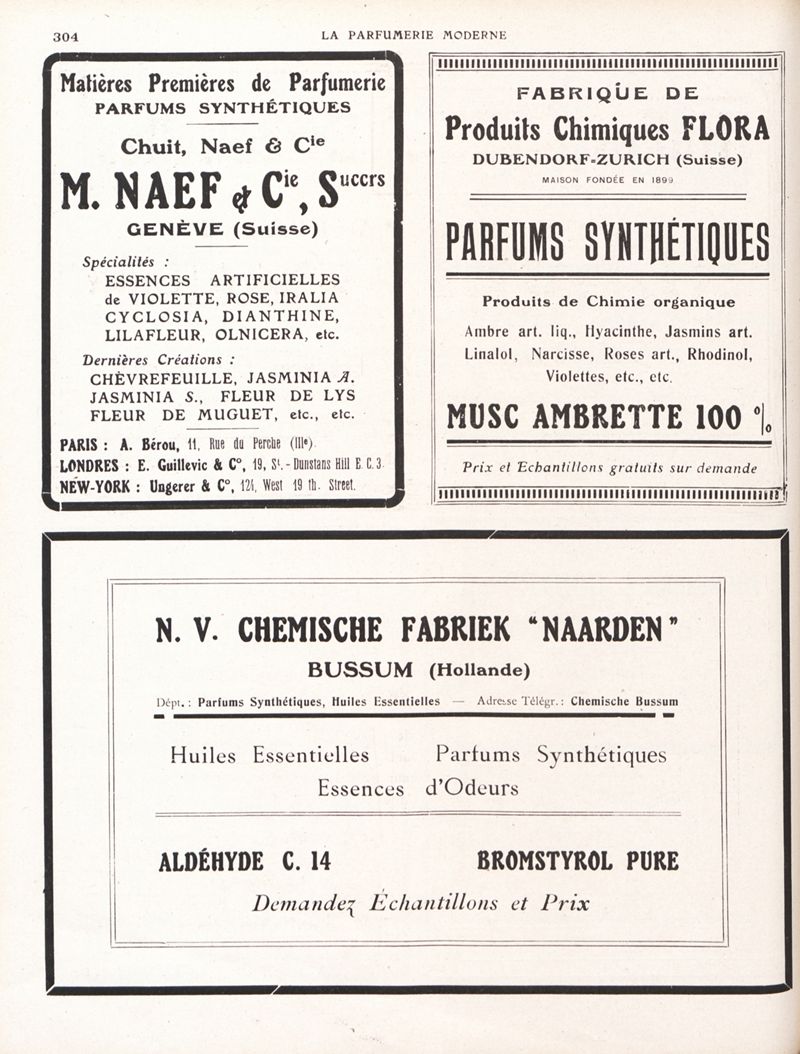 304
LA PARFUMERIE MODERNE
Matières Premières de Parfumerie
PARFUMS SYNTHÉTIQUES
Chuit, Naef & Cie
M. NAEF & Cie, Succrs
GENÈVE (Suisse)
Spécialités :
ESSENCES ARTIFICIELLES
de VIOLETTE, ROSE, IRALIA
CYCLOSIA, DIANTHINE,
LILAFLEUR, OLNICERA, etc.
Dernières Créations :
CHÈVREFEUILLE, JASMINIA A.
JASMINIA S., FLEUR DE LYS
FLEUR DE MUGUET, etc., etc.
PARIS : A. Bérou, 11, Rue du Perche (IIIe).
LONDRES : E. Guillevic & Co, 19, St.-Dunstans Hill E.C.3.
NEW-YORK : Ungerer & Co, 121, West 19 th. Street.
FABRIQUE DE
Produits Chimiques FLORA
DUBENDORF-ZURICH (Suisse)
MAISON FONDÉE EN 1899
PARFUMS SYNTHÉTIQUES
Produits de Chimie organique
Ambre art. liq., Hyacinthe, Jasmins art.
Linalol, Narcisse, Roses art., Rhodinol,
Violettes, etc., etc.
MUSC AMBRETTE 100 %
Prix et Echantillons gratuits sur demande
N. V. CHEMISCHE FABRIEK "NAARDEN"
BUSSUM (Hollande)
Dépt. : Parfums Synthétiques, Huiles Essentielles — Adresse Télégr. : Chemische Bussum
Huiles Essentielles Parfums Synthétiques
Essences d'Odeurs
ALDÉHYDE C. 14 BROMSTYROL PURE
Demandez Échantillons et Prix